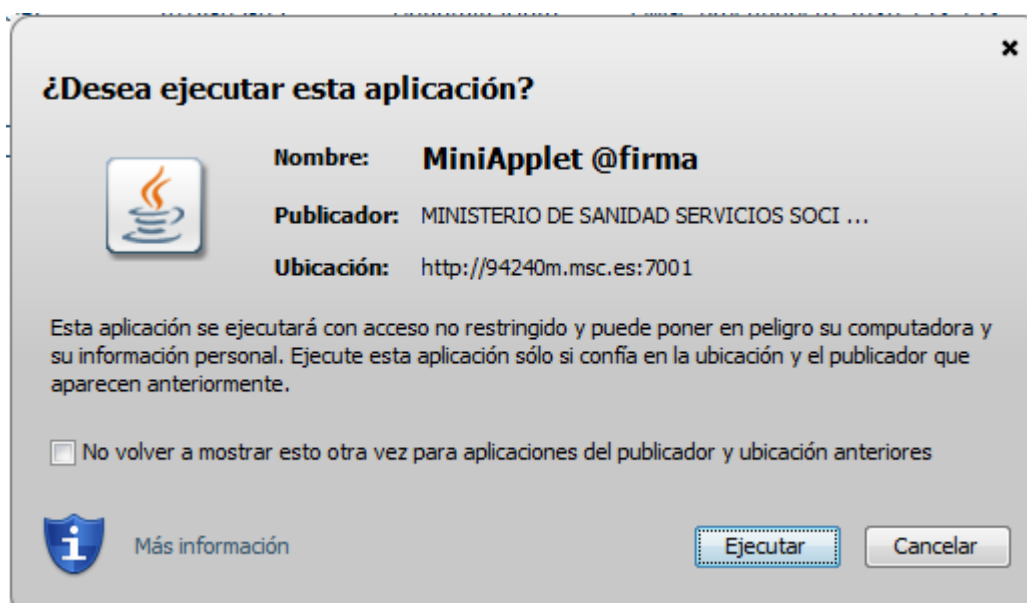 ¿Desea ejecutar esta aplicación?
Nombre: MiniApplet @firma
Publicador: MINISTERIO DE SANIDAD SERVICIOS SOCI ...
Ubicación: http://94240m.msc.es:7001
Esta aplicación se ejecutará con acceso no restringido y puede poner en peligro su computadora y
su información personal. Ejecute esta aplicación sólo si confía en la ubicación y el publicador que
aparecen anteriormente.
No volver a mostrar esto otra vez para aplicaciones del publicador y ubicación anteriores
Más información
Ejecutar
Cancelar